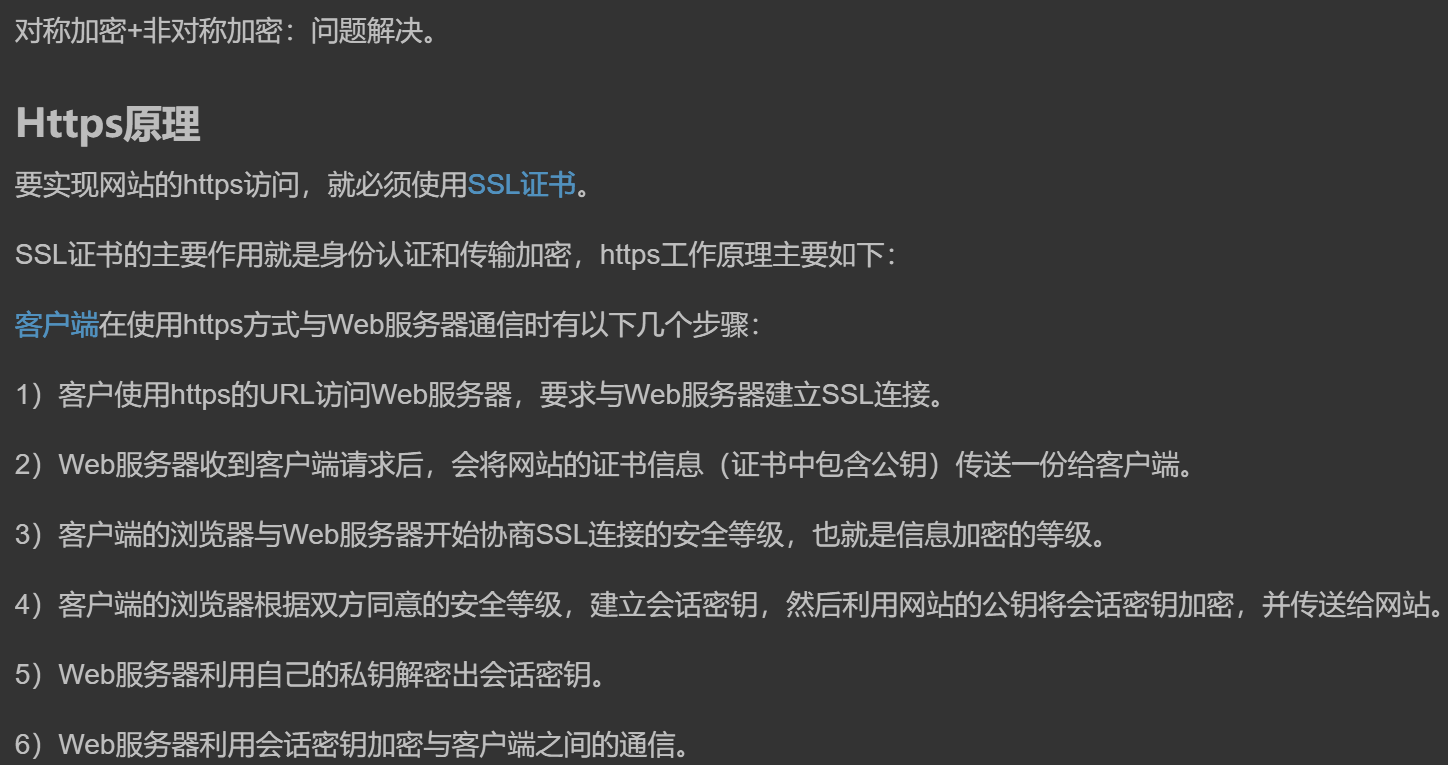 对称加密+非对称加密：问题解决。
Https原理
要实现网站的https访问，就必须使用SSL证书。
SSL证书的主要作用就是身份认证和传输加密，https工作原理主要如下：
客户端在使用https方式与Web服务器通信时有以下几个步骤：
1）客户使用https的URL访问Web服务器，要求与Web服务器建立SSL连接。
2）Web服务器收到客户端请求后，会将网站的证书信息（证书中包含公钥）传送一份给客户端。
3）客户端的浏览器与Web服务器开始协商SSL连接的安全等级，也就是信息加密的等级。
4）客户端的浏览器根据双方同意的安全等级，建立会话密钥，然后利用网站的公钥将会话密钥加密，并传送给网站。
5）Web服务器利用自己的私钥解密出会话密钥。
6）Web服务器利用会话密钥加密与客户端之间的通信。